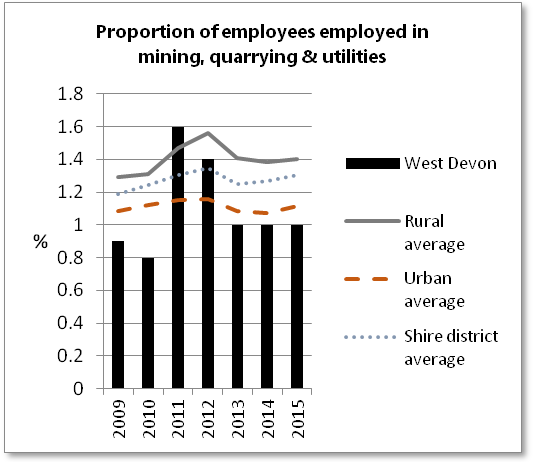 Proportion of employees employed in
mining, quarrying & utilities
1.8
1.6
1.4
1.2
1
0.8
0.6
0.4
0.2
0
%
2009
2010
2011
2012
2013
2014
2015
West Devon
Rural
average
Urban
average
Shire district
average